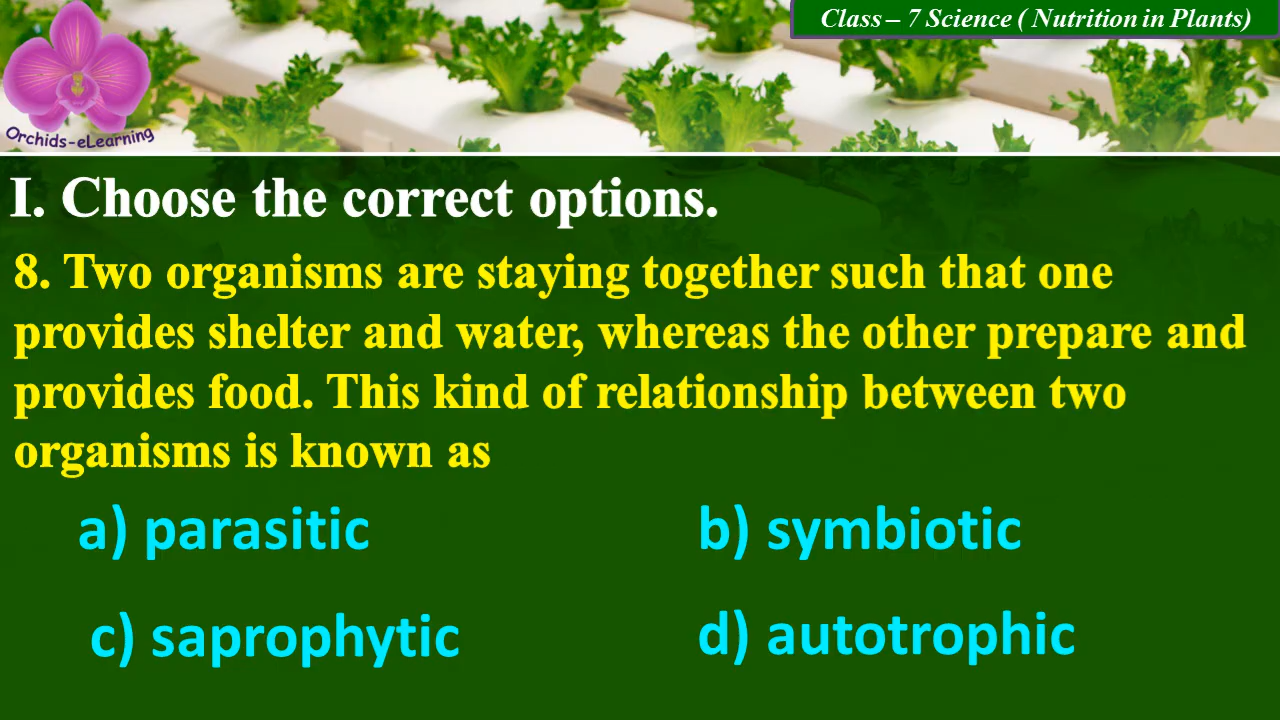 Class – 7 Science ( Nutrition in Plants)
Orchids-eLearning
I. Choose the correct options.
8. Two organisms are staying together such that one
provides shelter and water, whereas the other prepare and
provides food. This kind of relationship between two
organisms is known as
a) parasitic
b) symbiotic
c) saprophytic
d) autotrophic